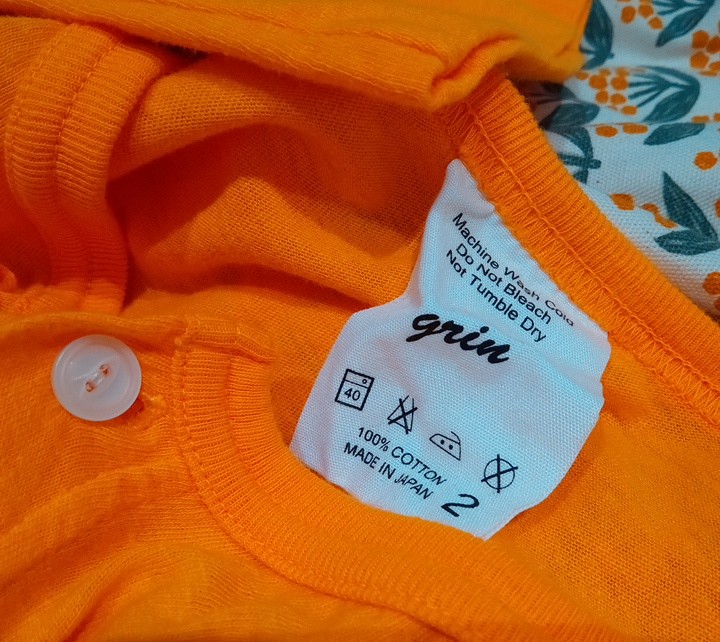 Machine Wash Cold
Do Not Bleach
Not Tumble Dry
grin
40
100% COTTON
MADE IN JAPAN
2